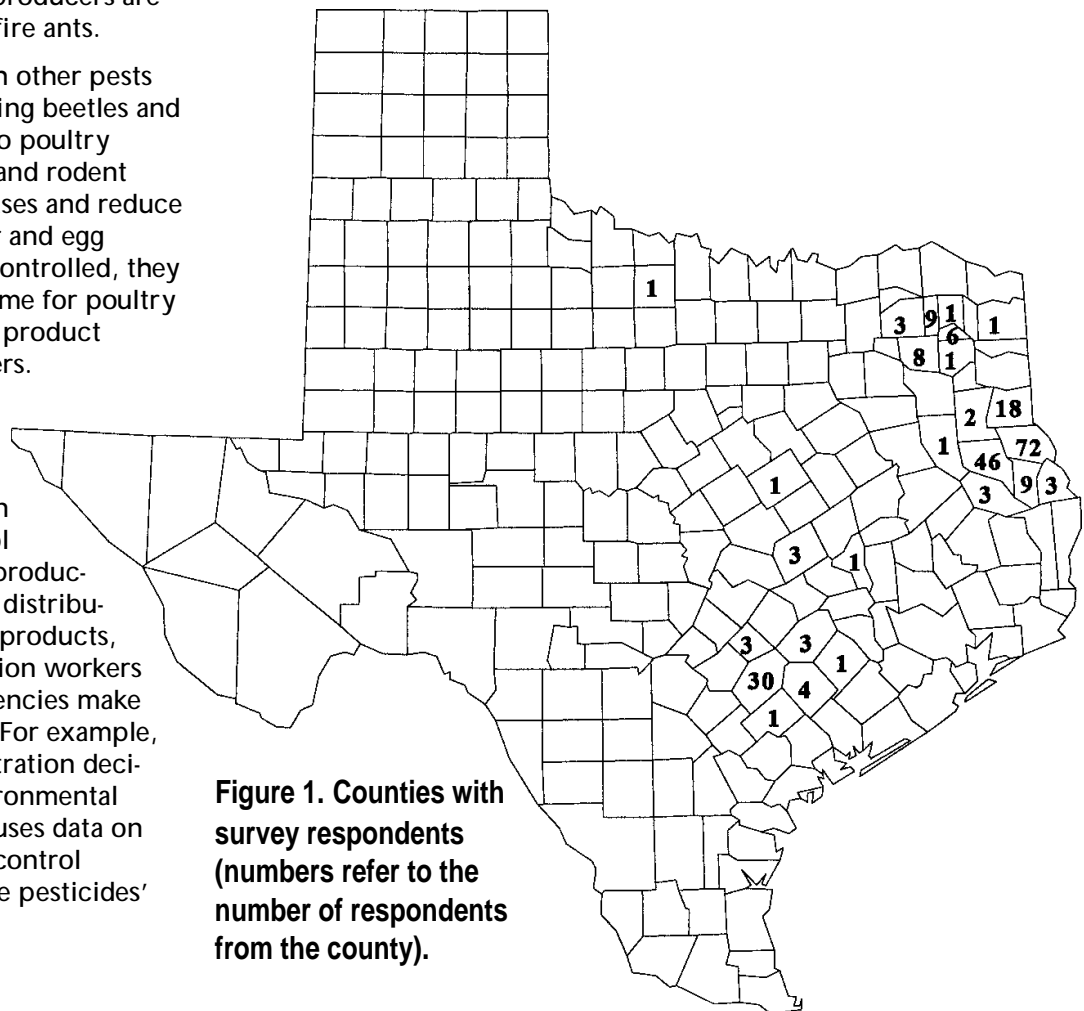 producers are
fire ants.
n other pests
ing beetles and
o poultry
and rodent
ses and reduce
r and egg
controlled, they
me for poultry
product
ers.
n
ol
produc-
distribu-
products,
ion workers
encies make
For example,
tration deci-
ronmental
uses data on
control
e pesticides'
1
3
9
1
1
6
8
1
2
18
1
46
72
3
9
3
1
3
1
3
3
1
30
4
1
Figure 1. Counties with
survey respondents
(numbers refer to the
number of respondents
from the county).